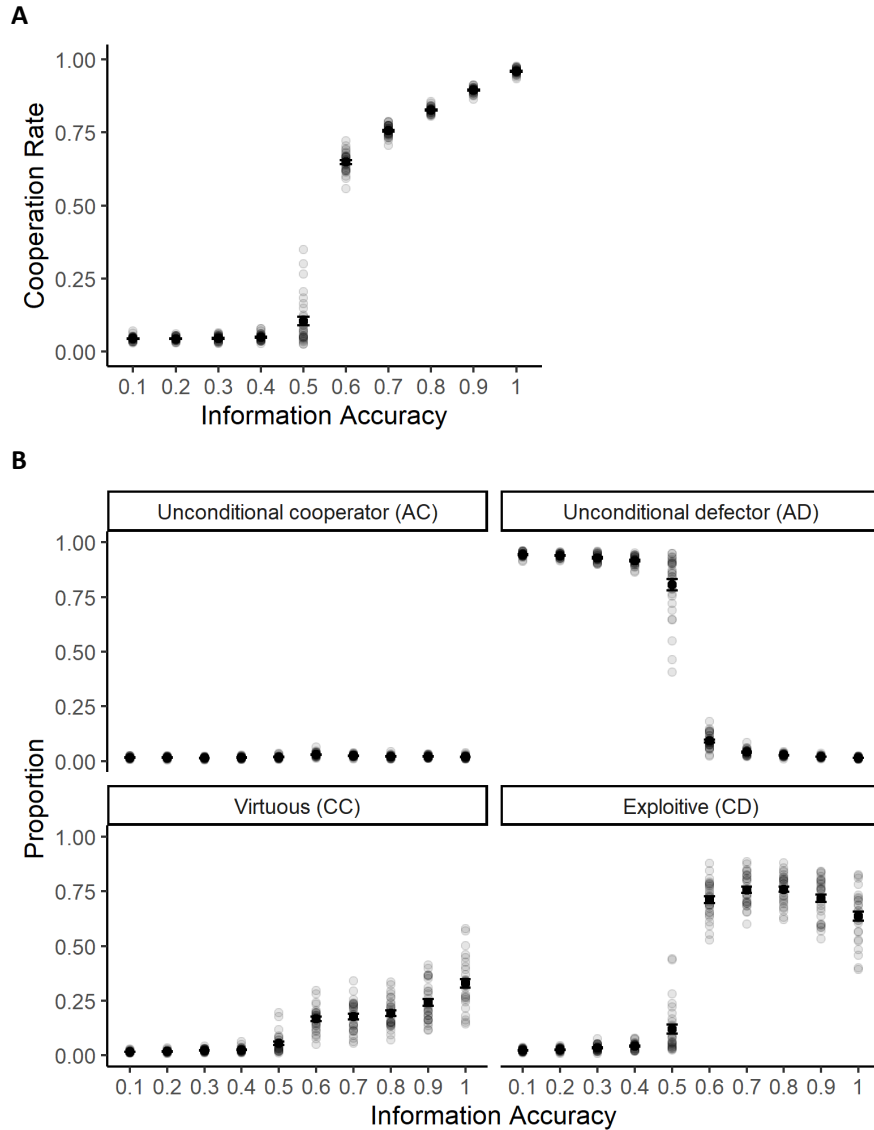 A
1.00
0.75
0.50
0.25
0.00
Cooperation Rate
0.1 0.2 0.3 0.4 0.5 0.6 0.7 0.8 0.9 1
Information Accuracy
B
Unconditional cooperator (AC) Unconditional defector (AD)
1.00
0.75
0.50
0.25
0.00
Proportion
Virtuous (CC) Exploitive (CD)
1.00
0.75
0.50
0.25
0.00
0.1 0.2 0.3 0.4 0.5 0.6 0.7 0.8 0.9 1 0.1 0.2 0.3 0.4 0.5 0.6 0.7 0.8 0.9 1
Information Accuracy